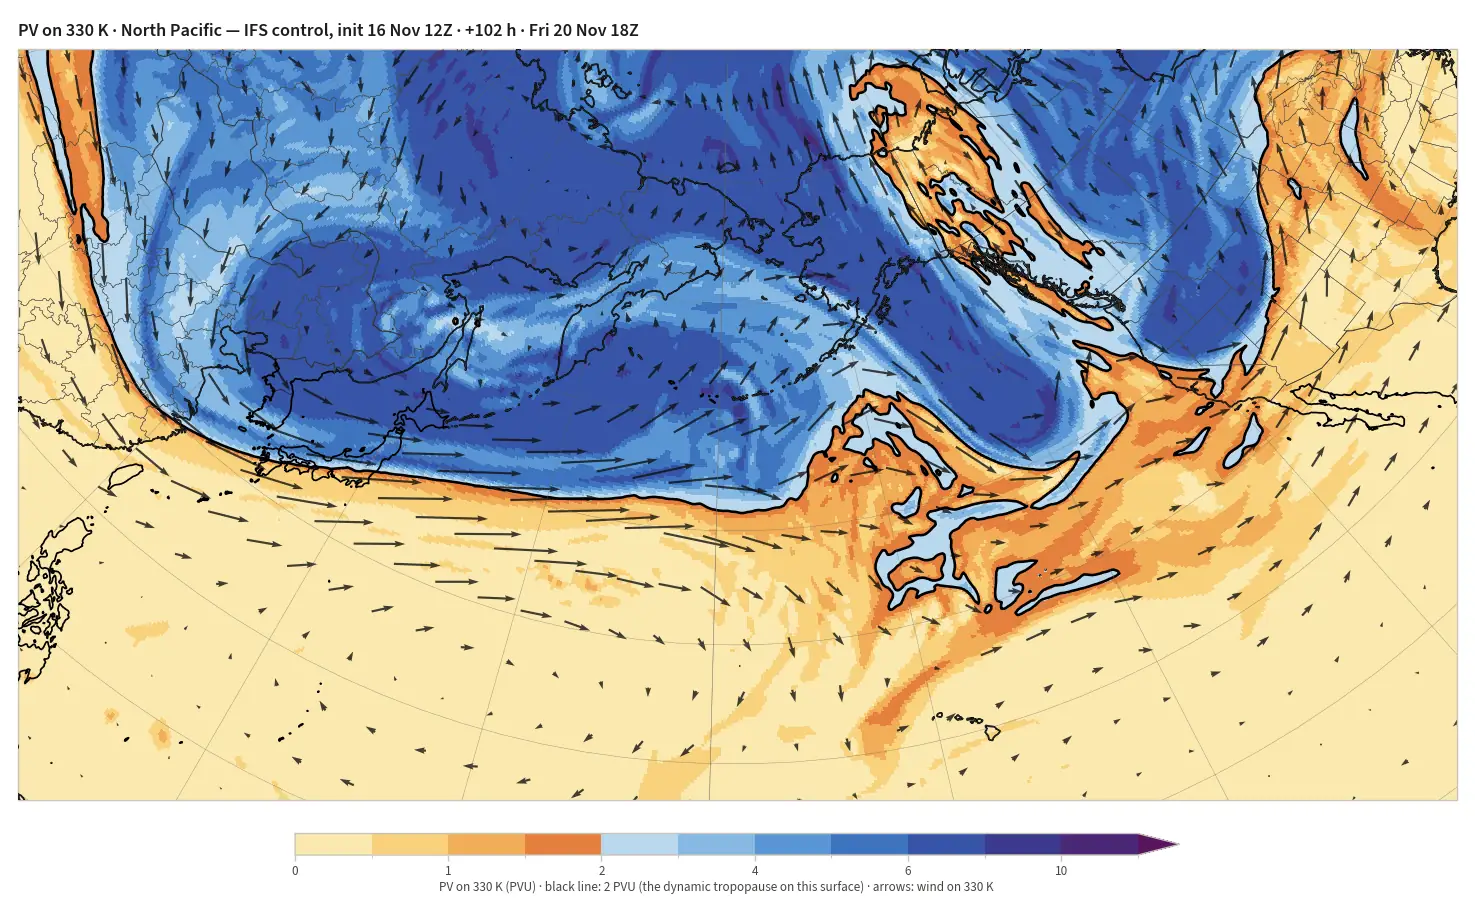 PV on 330 K · North Pacific — IFS control, init 16 Nov 12Z · +102 h · Fri 20 Nov 18Z
0 1 2 4 6 10
PV on 330 K (PVU) · black line: 2 PVU (the dynamic tropopause on this surface) · arrows: wind on 330 K